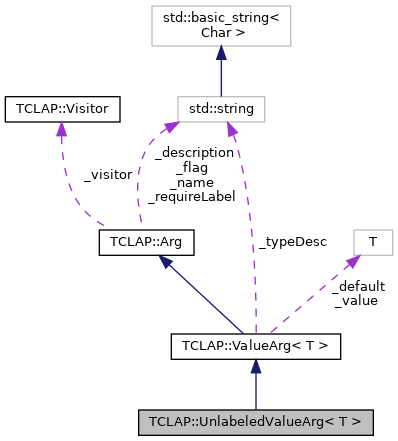 std::basic_string<
Char >
TCLAP::Visitor
std::string
_visitor
_description
_flag
_name
_requireLabel
TCLAP::Arg
_typeDesc
T
_default
_value
TCLAP::ValueArg< T >
TCLAP::UnlabeledValueArg< T >